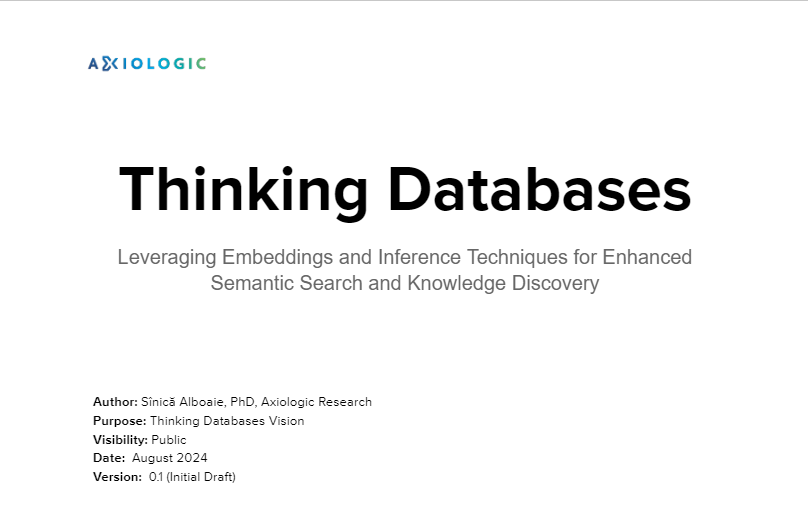 AXIOLOGIC
Thinking Databases
Leveraging Embeddings and Inference Techniques for Enhanced
Semantic Search and Knowledge Discovery
Author: Sînică Alboaie, PhD, Axiologic Research
Purpose: Thinking Databases Vision
Visibility: Public
Date: August 2024
Version: 0.1 (Initial Draft)